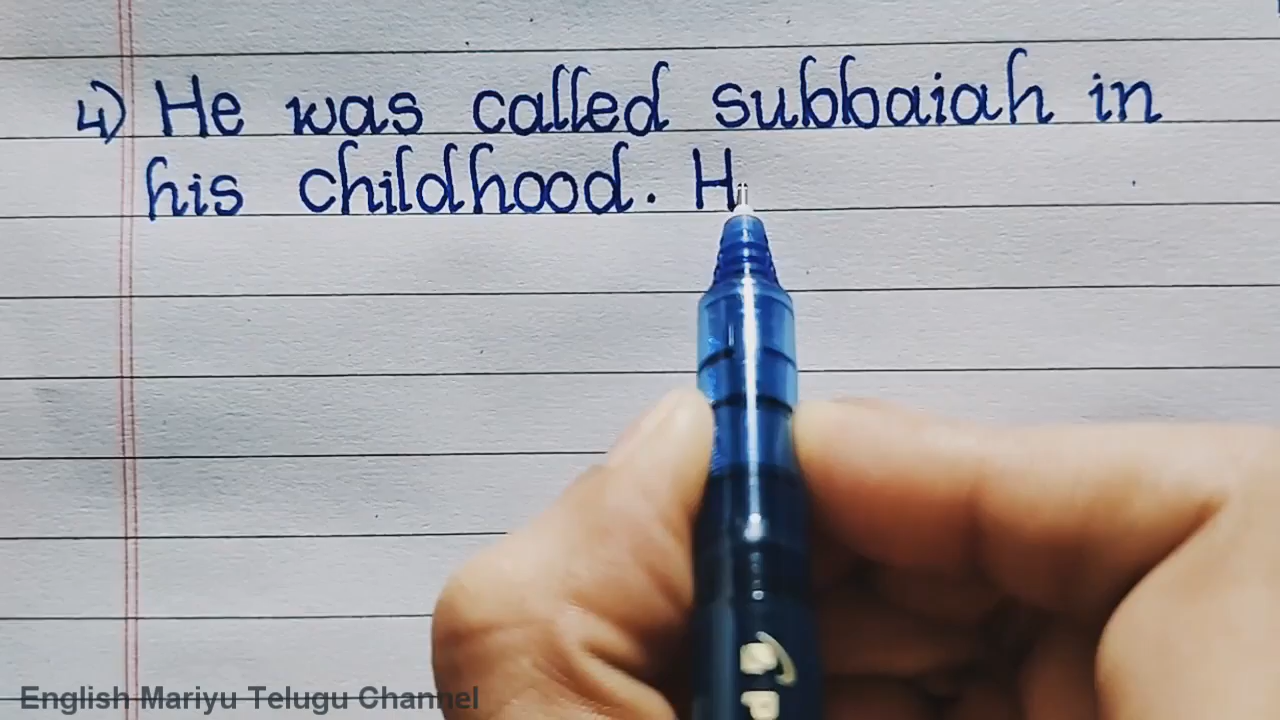 4) He was called subbaiah in
his childhood. H
English Mariyu Telugu Channel